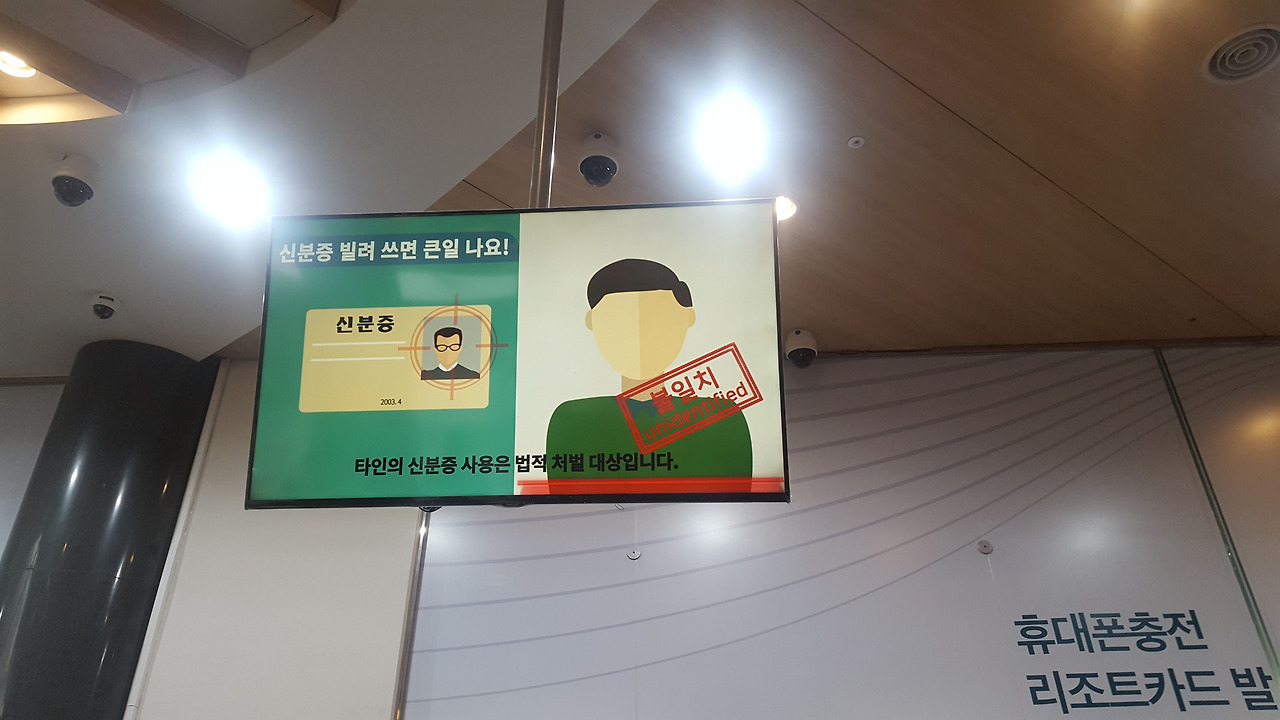 신분증 빌려 쓰면 큰일 나요!
신분증
2003. 4
불일치
unidentified
타인의 신분증 사용은 법적 처벌 대상입니다.
휴대폰충전
리조트카드 발